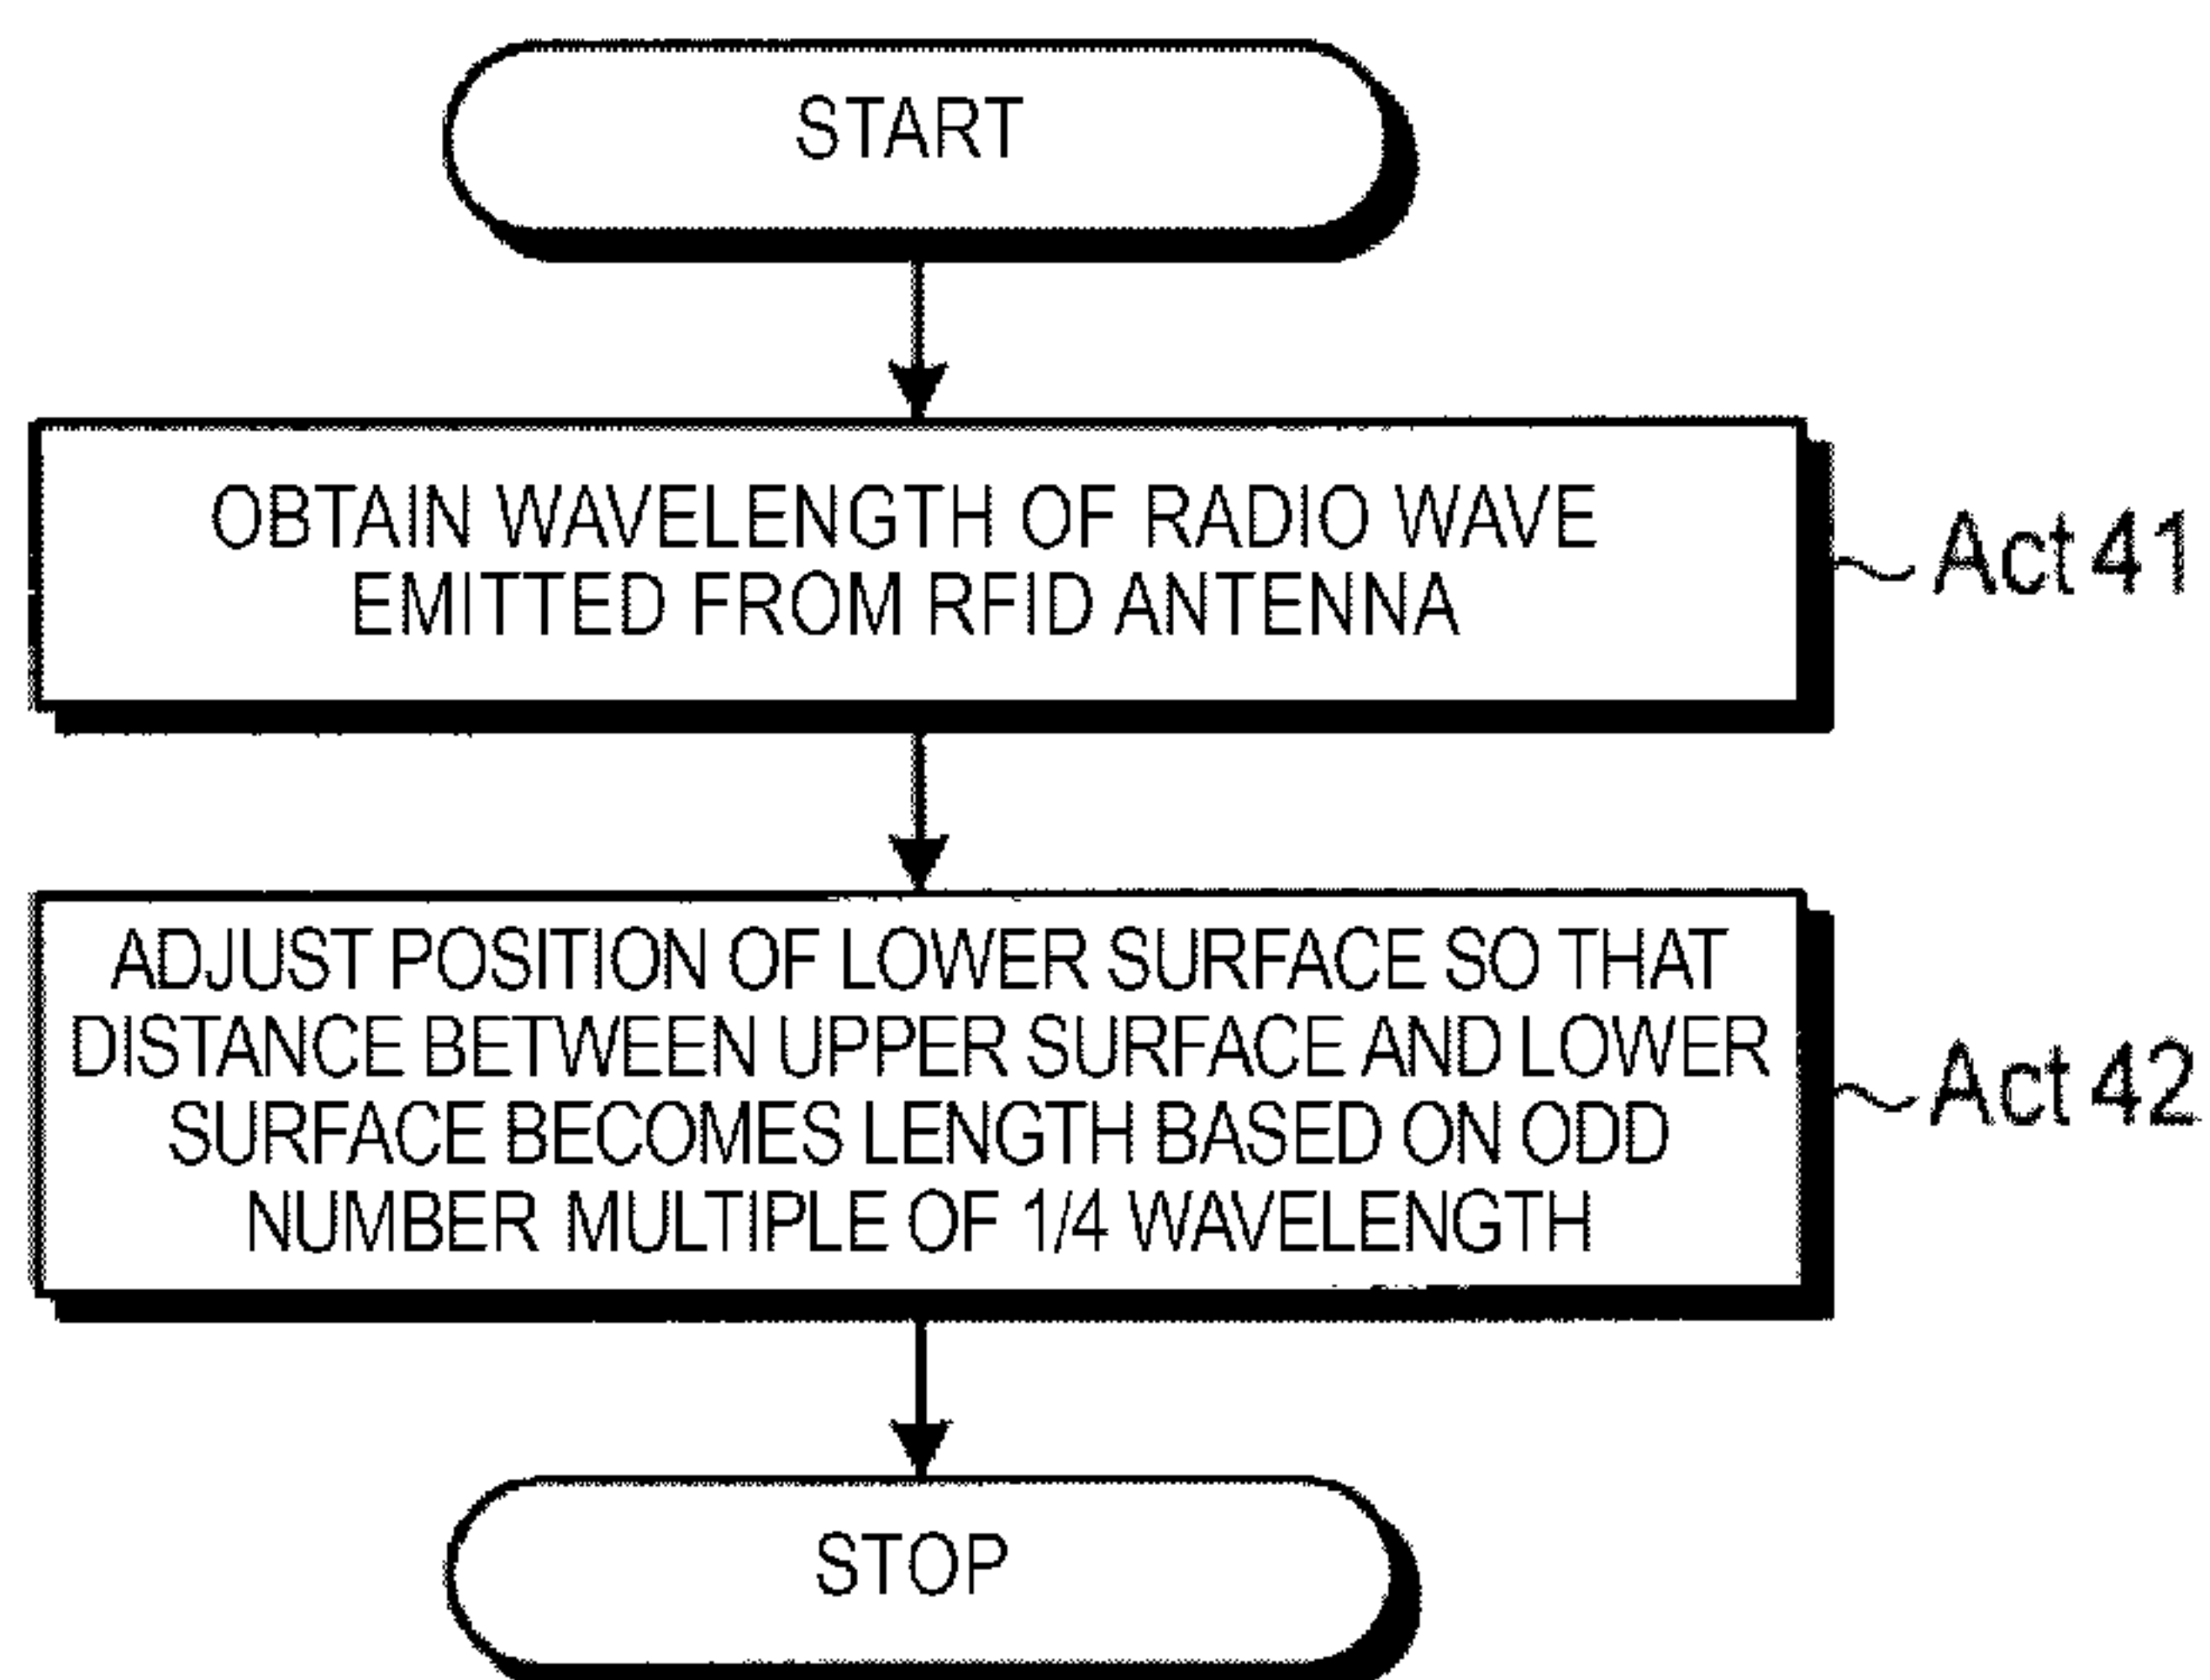 START
OBTAIN WAVELENGTH OF RADIO WAVE
EMITTED FROM RFID ANTENNA
Act 41
ADJUST POSITION OF LOWER SURFACE SO THAT
DISTANCE BETWEEN UPPER SURFACE AND LOWER
SURFACE BECOMES LENGTH BASED ON ODD
NUMBER MULTIPLE OF 1/4 WAVELENGTH
Act 42
STOP